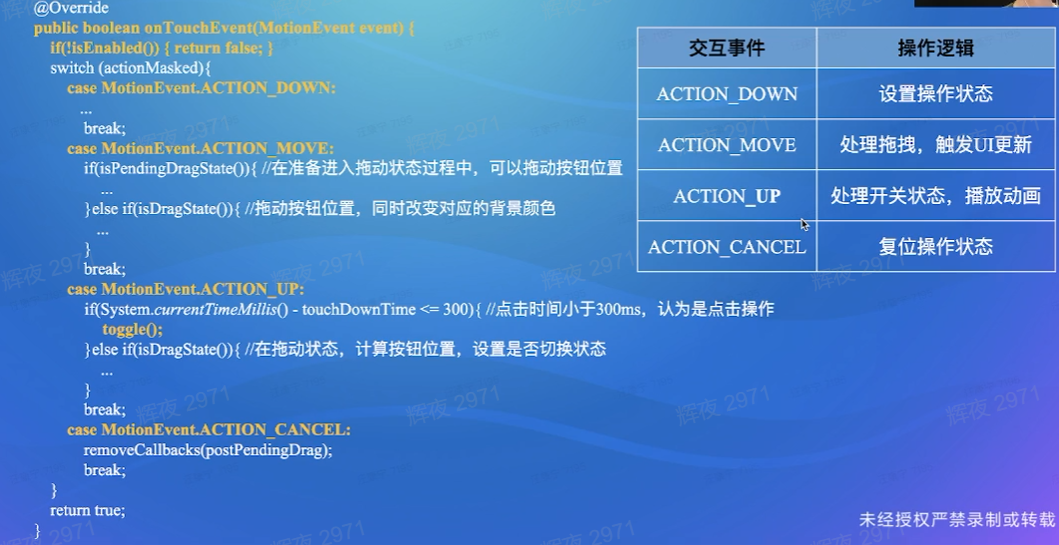 @Override
public boolean onTouchEvent(MotionEvent event) {
if(!isEnabled()) { return false; }
switch (actionMasked){
case MotionEvent.ACTION_DOWN:
...
break;
case MotionEvent.ACTION_MOVE:
if(isPendingDragState()){ //在准备进入拖动状态过程中，可以拖动按钮位置
...
}else if(isDragState()){ //拖动按钮位置，同时改变对应的背景颜色
...
}
break;
case MotionEvent.ACTION_UP:
if(System.currentTimeMillis() - touchDownTime <= 300){ //点击时间小于300ms，认为是点击操作
toggle();
}else if(isDragState()){ //在拖动状态，计算按钮位置，设置是否切换状态
...
}
break;
case MotionEvent.ACTION_CANCEL:
removeCallbacks(postPendingDrag);
break;
}
return true;
}
交互事件 操作逻辑
ACTION_DOWN 设置操作状态
ACTION_MOVE 处理拖拽，触发UI更新
ACTION_UP 处理开关状态，播放动画
ACTION_CANCEL 复位操作状态
未经授权严禁录制或转载
辉夜 2971